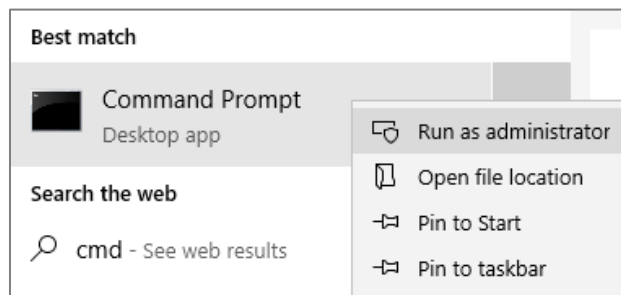 Best match
Command Prompt
Desktop app
Run as administrator
Open file location
Search the web
Pin to Start
cmd - See web results
Pin to taskbar